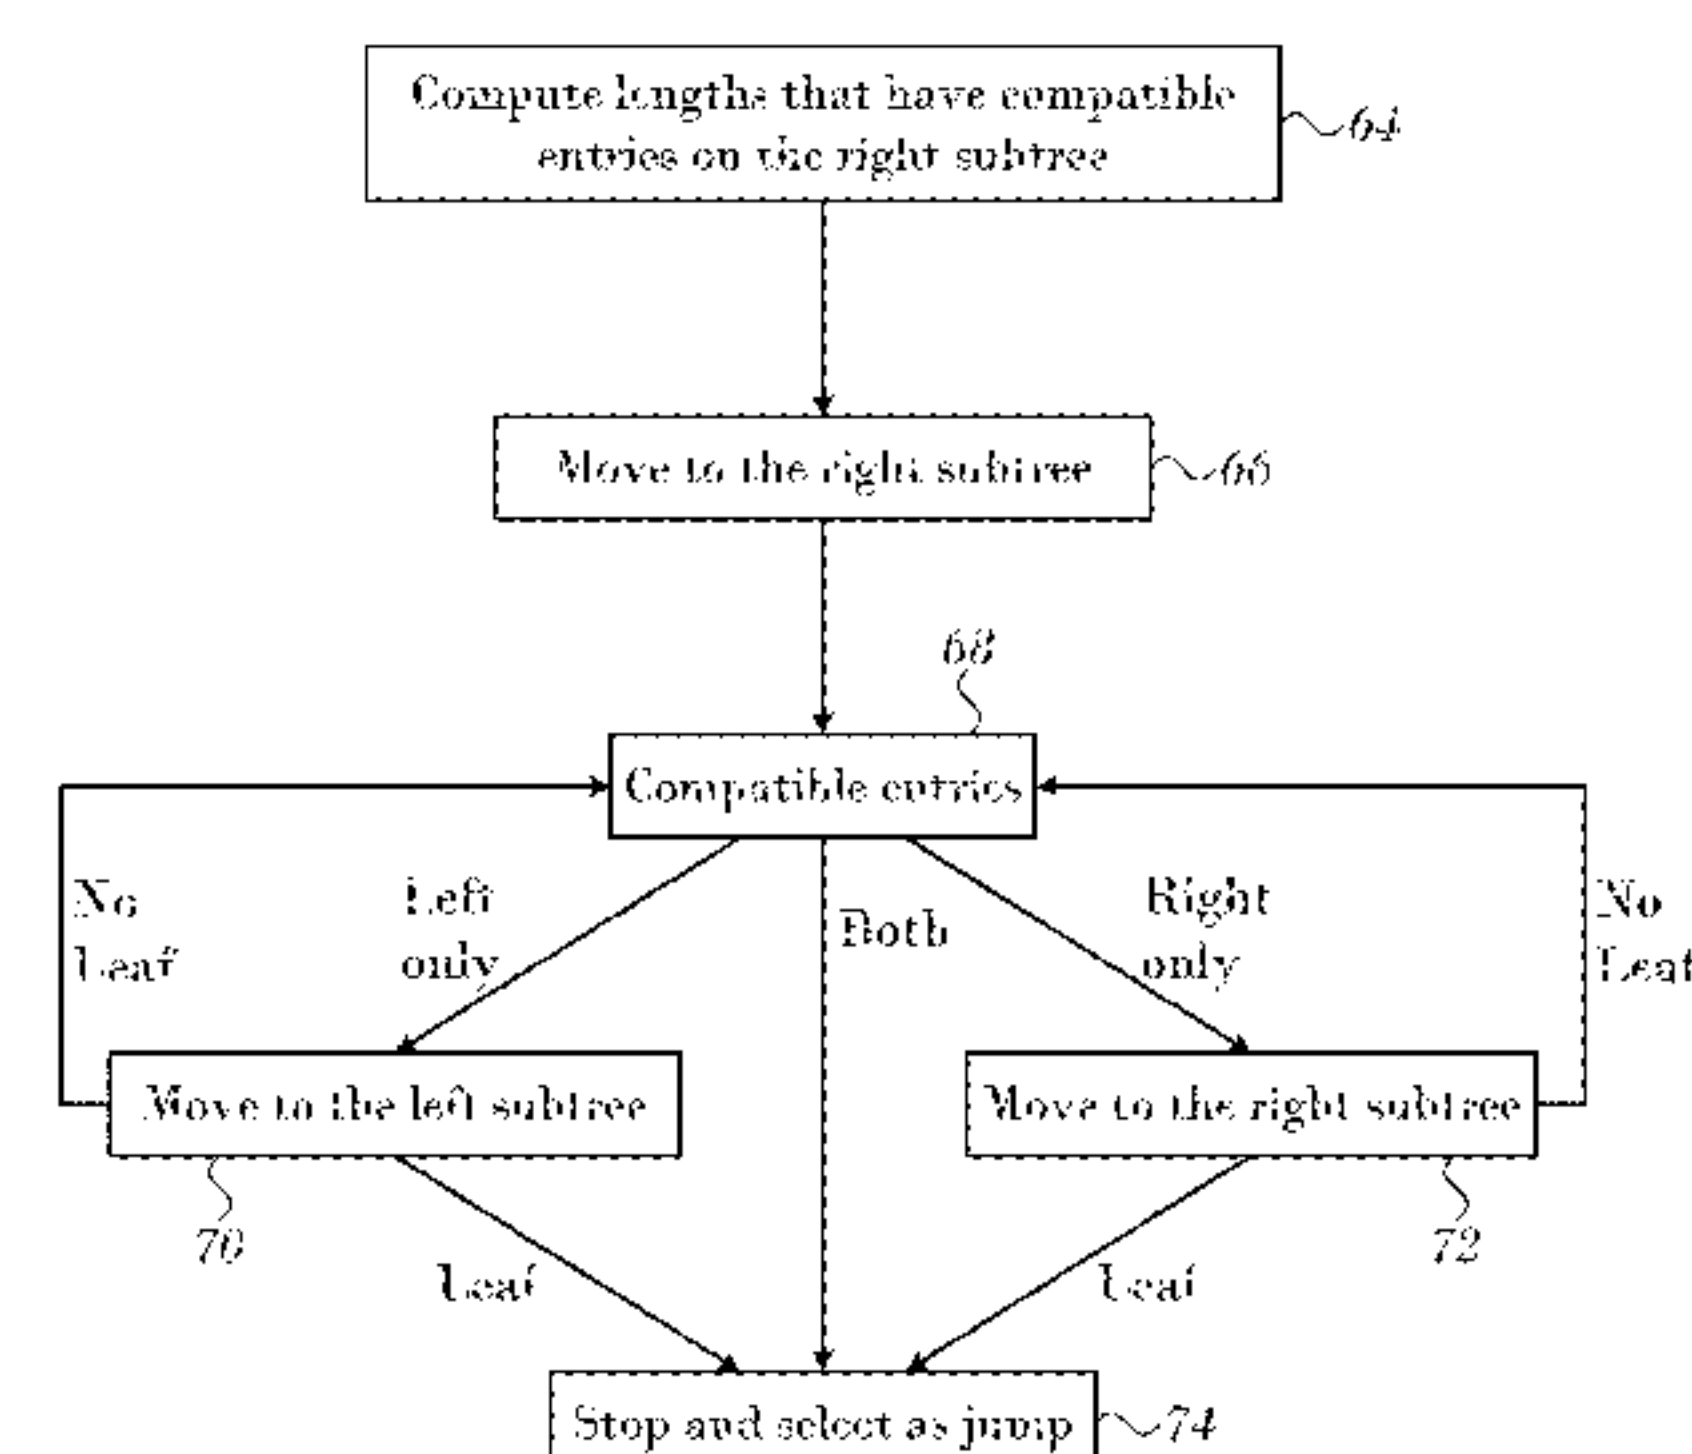 Compute lengths that have compatible
entries on the right subtree
64
Move to the right subtree
66
68
Compatible entries
No
Leaf
Left
only
Both
Right
only
No
Leaf
Move to the left subtree
Move to the right subtree
70
72
Leaf
Leaf
Stop and select as jump
74